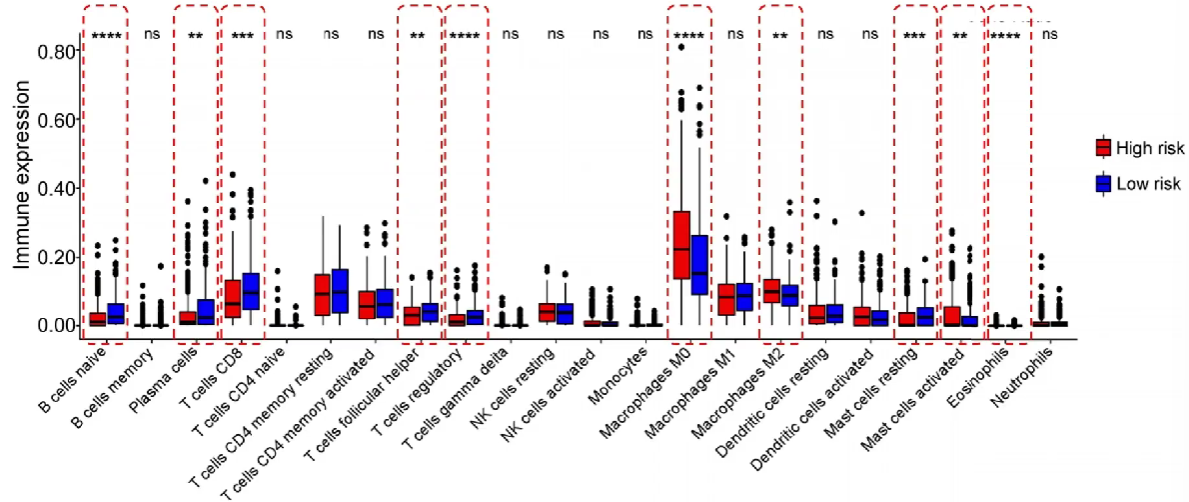 **** ns ** *** ns ns ns ** **** ns ns ns ns **** ns ** ns ns *** ** **** ns
Immune expression
0.80
0.60
0.40
0.20
0.00
High risk
Low risk
B cells naive
B cells memory
Plasma cells
T cells CD8
T cells CD4 naive
T cells CD4 memory resting
T cells CD4 memory activated
T cells follicular helper
T cells regulatory
T cells gamma delta
NK cells resting
NK cells activated
Monocytes
Macrophages M0
Macrophages M1
Macrophages M2
Dendritic cells resting
Dendritic cells activated
Mast cells resting
Mast cells activated
Eosinophils
Neutrophils